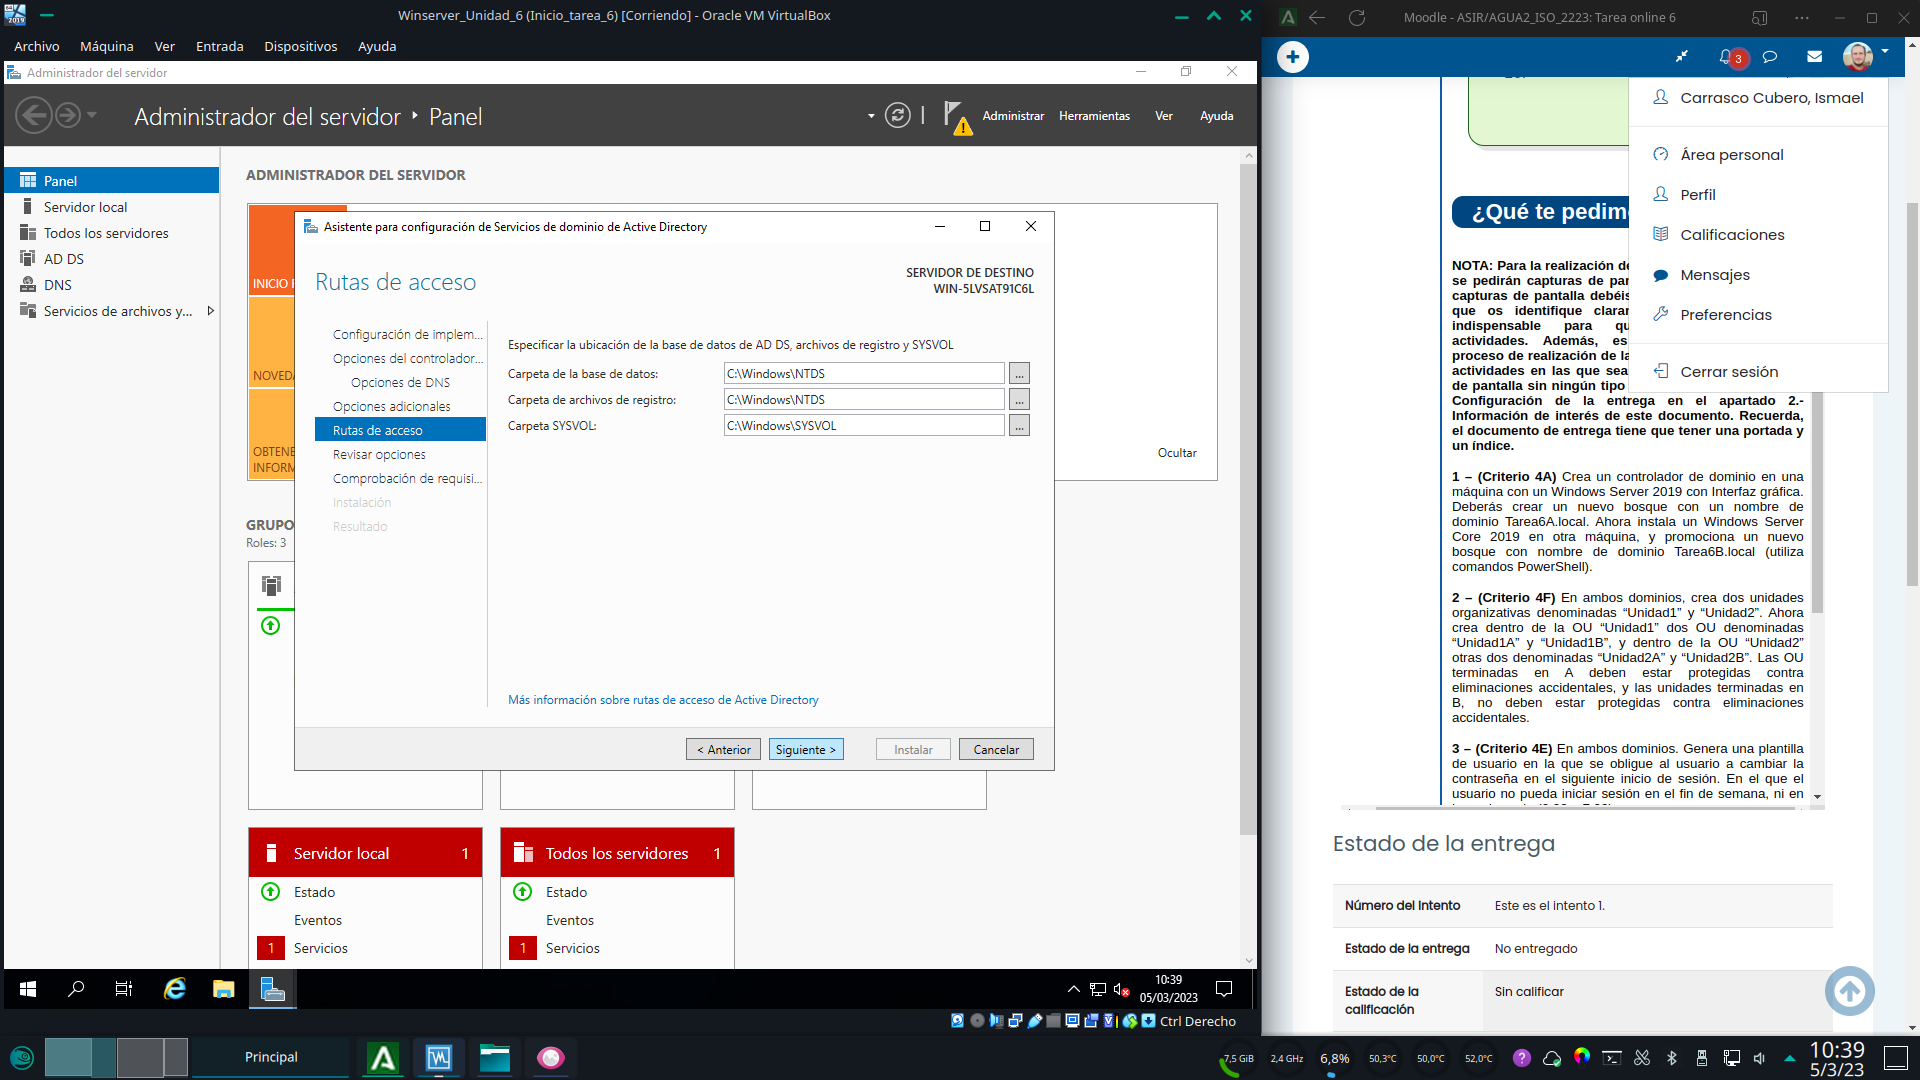 Winserver_Unidad_6 (Inicio_tarea_6) [Corriendo] - Oracle VM VirtualBox
Archivo Máquina Ver Entrada Dispositivos Ayuda
Administrador del servidor
Administrador del servidor Panel
Administrar Herramientas Ver Ayuda
Panel
Servidor local
Todos los servidores
AD DS
DNS
Servicios de archivos y...
ADMINISTRADOR DEL SERVIDOR
INICIO
NOVED
OBTENE
INFORM
Ocultar
GRUPO
Roles: 3
Asistente para configuración de Servicios de dominio de Active Directory
Rutas de acceso
SERVIDOR DE DESTINO
WIN-5LVSAT91C6L
Configuración de implem...
Opciones del controlador...
Opciones de DNS
Opciones adicionales
Rutas de acceso
Revisar opciones
Comprobación de requisi...
Instalación
Resultado
Especificar la ubicación de la base de datos de AD DS, archivos de registro y SYSVOL
Carpeta de la base de datos: C:\Windows\NTDS ...
Carpeta de archivos de registro: C:\Windows\NTDS ...
Carpeta SYSVOL: C:\Windows\SYSVOL ...
Más información sobre rutas de acceso de Active Directory
< Anterior Siguiente > Instalar Cancelar
Servidor local 1
Estado
Eventos
1 Servicios
Todos los servidores 1
Estado
Eventos
1 Servicios
10:39
05/03/2023
Ctrl Derecho
Moodle - ASIR/AGUA2_ISO_2223: Tarea online 6
3
Carrasco Cubero, Ismael
Área personal
Perfil
Calificaciones
Mensajes
Preferencias
Cerrar sesión
¿Qué te pedim
NOTA: Para la realización de
se pedirán capturas de pan
capturas de pantalla debéis
que os identifique claram
indispensable para qu
actividades. Además, es
proceso de realización de la
actividades en las que sea
de pantalla sin ningún tipo
Configuración de la entrega en el apartado 2.-
Información de interés de este documento. Recuerda,
el documento de entrega tiene que tener una portada y
un índice.
1 – (Criterio 4A) Crea un controlador de dominio en una
máquina con un Windows Server 2019 con Interfaz gráfica.
Deberás crear un nuevo bosque con un nombre de
dominio Tarea6A.local. Ahora instala un Windows Server
Core 2019 en otra máquina, y promociona un nuevo
bosque con nombre de dominio Tarea6B.local (utiliza
comandos PowerShell).
2 – (Criterio 4F) En ambos dominios, crea dos unidades
organizativas denominadas “Unidad1” y “Unidad2”. Ahora
crea dentro de la OU “Unidad1” dos OU denominadas
“Unidad1A” y “Unidad1B”, y dentro de la OU “Unidad2”
otras dos denominadas “Unidad2A” y “Unidad2B”. Las OU
terminadas en A deben estar protegidas contra
eliminaciones accidentales, y las unidades terminadas en
B, no deben estar protegidas contra eliminaciones
accidentales.
3 – (Criterio 4E) En ambos dominios. Genera una plantilla
de usuario en la que se obligue al usuario a cambiar la
contraseña en el siguiente inicio de sesión. En el que el
usuario no pueda iniciar sesión en el fin de semana, ni en
Estado de la entrega
Número del intento Este es el intento 1.
Estado de la entrega No entregado
Estado de la calificación Sin calificar
Principal
7,5 GiB 2,4 GHz 6,8% 50,3°C 50,0°C 52,0°C
10:39
5/3/23